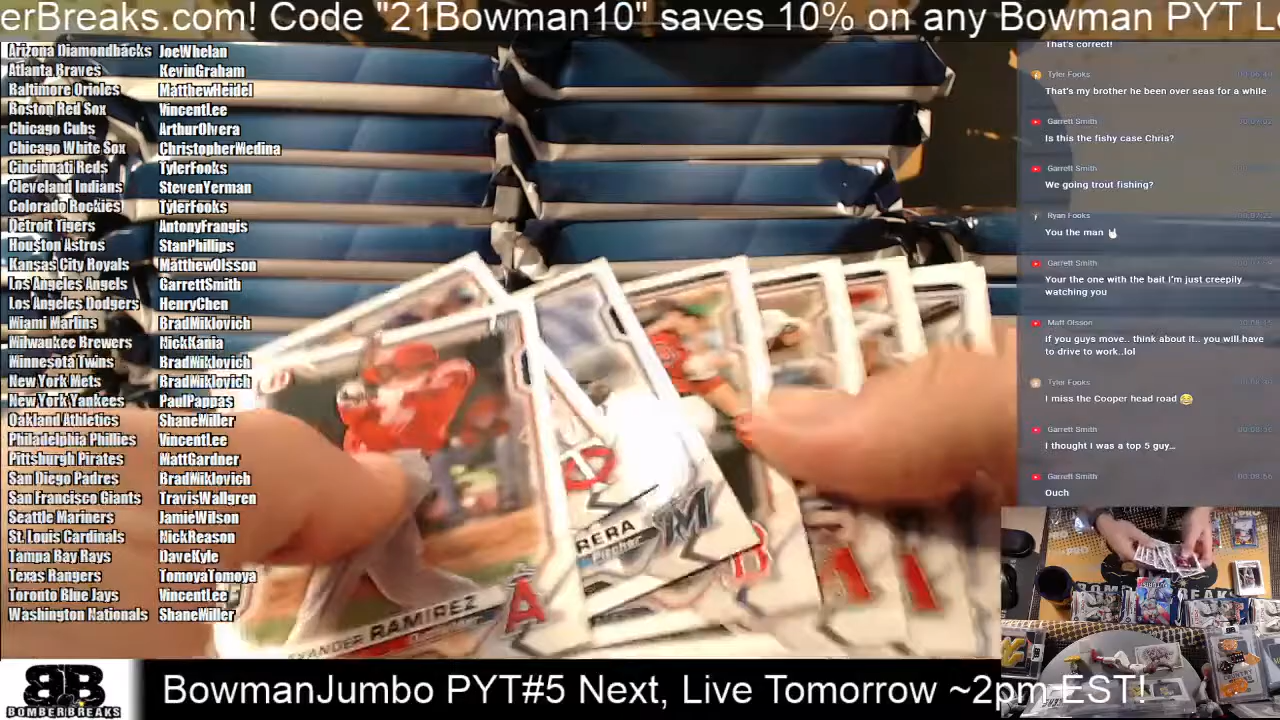 erBreaks.com! Code "21Bowman10" saves 10% on any Bowman PYT L
Arizona Diamondbacks JoeWhelan
Atlanta Braves KevinGraham
Baltimore Orioles MatthewHeidel
Boston Red Sox VincentLee
Chicago Cubs ArthurOlvera
Chicago White Sox ChristopherMedina
Cincinnati Reds TylerFooks
Cleveland Indians StevenYerman
Colorado Rockies TylerFooks
Detroit Tigers AntonyFrangis
Houston Astros StanPhillips
Kansas City Royals MatthewOlsson
Los Angeles Angels GarrettSmith
Los Angeles Dodgers HenryChen
Miami Marlins BradMiklovich
Milwaukee Brewers NickKania
Minnesota Twins BradMiklovich
New York Mets BradMiklovich
New York Yankees PaulPappas
Oakland Athletics ShaneMiller
Philadelphia Phillies VincentLee
Pittsburgh Pirates MattGardner
San Diego Padres BradMiklovich
San Francisco Giants TravisWallgren
Seattle Mariners JamieWilson
St. Louis Cardinals NickReason
Tampa Bay Rays DaveKyle
Texas Rangers TomoyaTomoya
Toronto Blue Jays VincentLee
Washington Nationals ShaneMiller
That's correct!
Tyler Fooks
That's my brother he been over seas for a while
Garrett Smith
Is this the fishy case Chris?
Garrett Smith
We going trout fishing?
Ryan Fooks
You the man
Garrett Smith
Your the one with the bait I'm just creepily
watching you
Matt Olsson
if you guys move.. think about it.. you will have
to drive to work..lol
Tyler Fooks
I miss the Cooper head road 😂
Garrett Smith
I thought I was a top 5 guy...
Garrett Smith
Ouch
XANDER RAMIREZ
A
RERA
Pitcher
M
B
BOMBERBREAKS
BowmanJumbo PYT#5 Next, Live Tomorrow ~2pm EST!